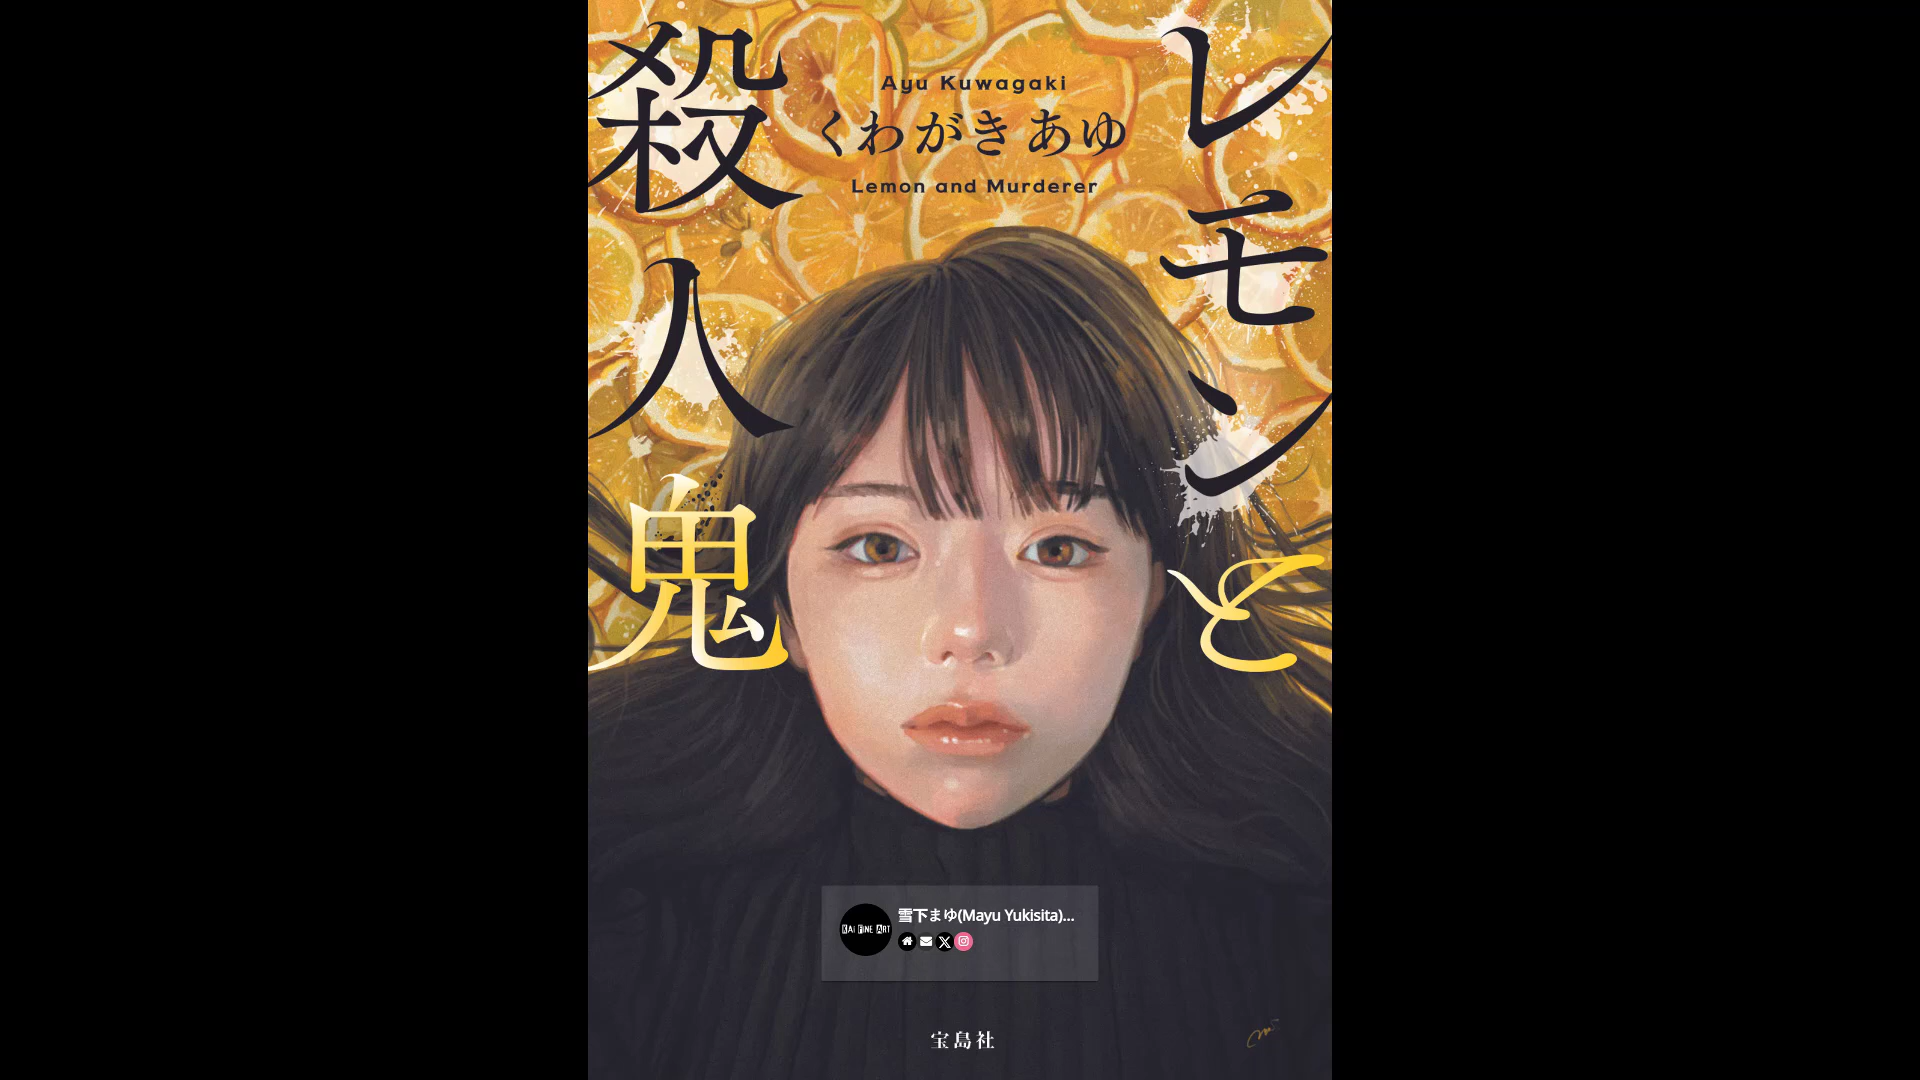 レモンと
殺人鬼
Ayu Kuwagaki
くわがきあゆ
Lemon and Murderer
KAI FINE ART
雪下まゆ(Mayu Yukisita)...
宝島社